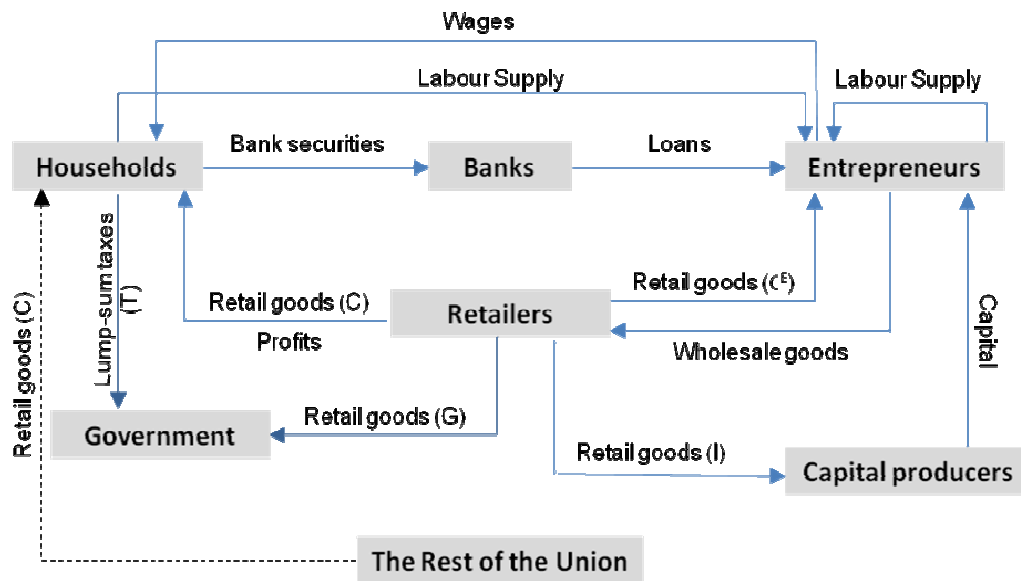 Wages
Labour Supply
Labour Supply
Households
Bank securities
Banks
Loans
Entrepreneurs
Retail goods (C)
Lump-sum taxes
(T)
Retail goods (C)
Profits
Retailers
Retail goods (Cᴱ)
Wholesale goods
Capital
Government
Retail goods (G)
Retail goods (I)
Capital producers
The Rest of the Union